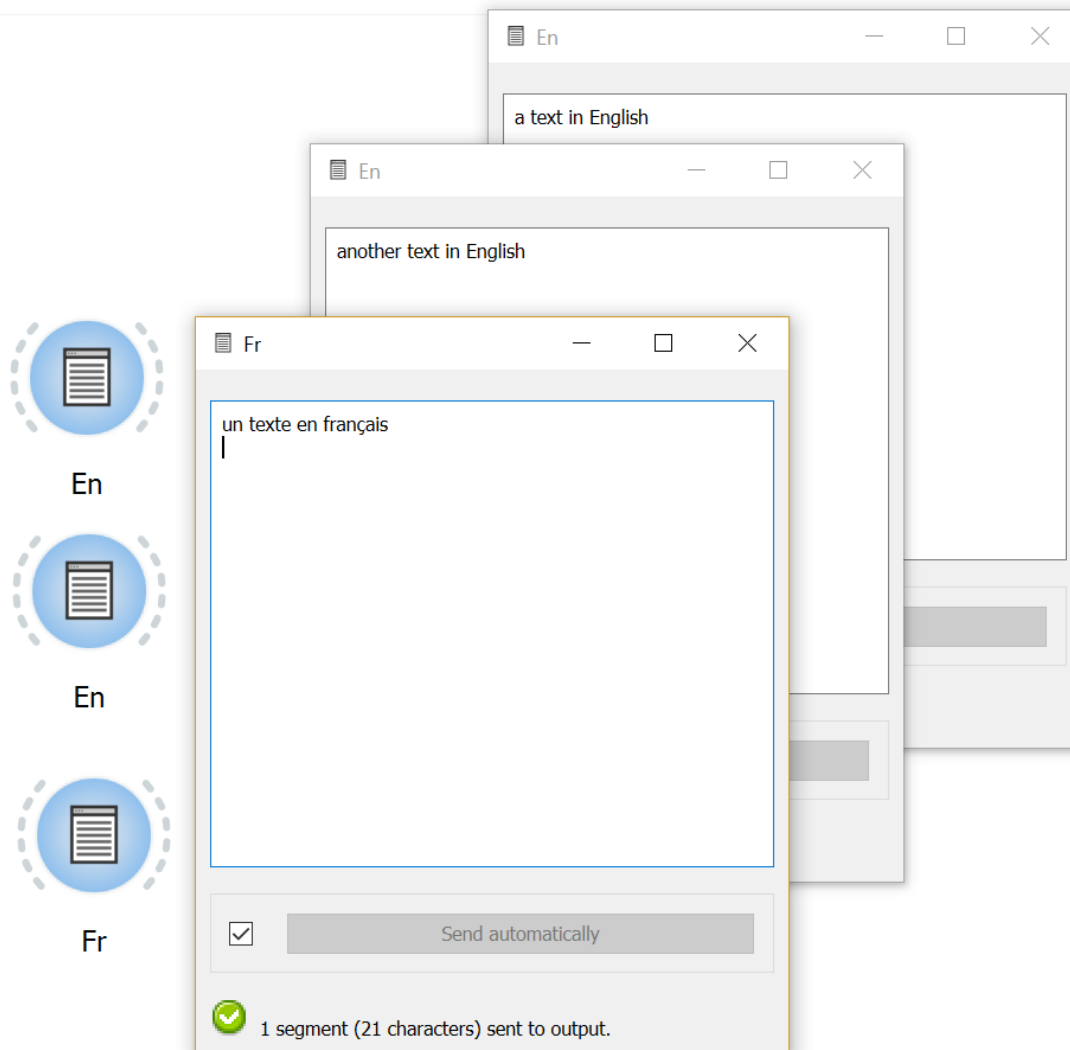 En
a text in English
En
another text in English
Fr
un texte en français
Send automatically
1 segment (21 characters) sent to output.
En
En
Fr